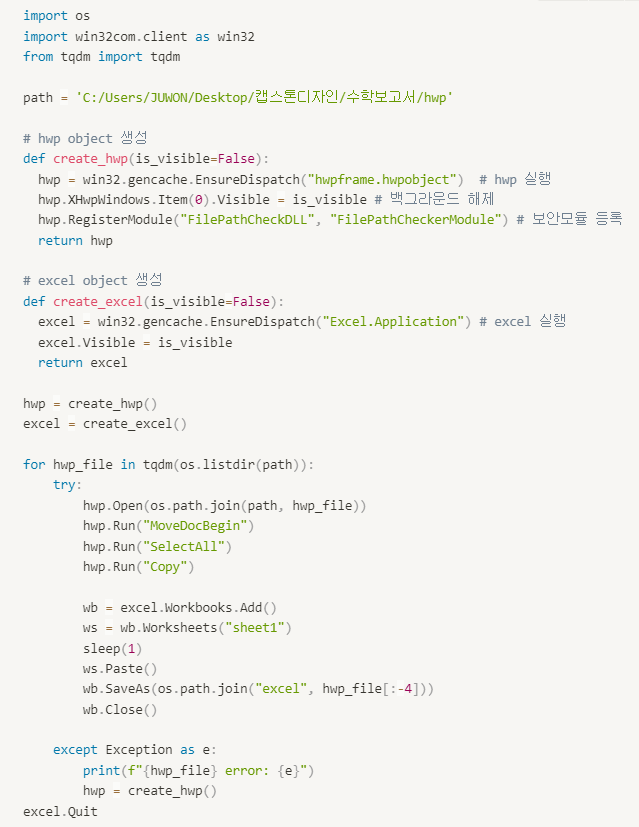 import os
import win32com.client as win32
from tqdm import tqdm
path = 'C:/Users/JUWON/Desktop/캡스톤디자인/수학보고서/hwp'
# hwp object 생성
def create_hwp(is_visible=False):
  hwp = win32.gencache.EnsureDispatch("hwpframe.hwpobject")  # hwp 실행
  hwp.XHwpWindows.Item(0).Visible = is_visible # 백그라운드 해제
  hwp.RegisterModule("FilePathCheckDLL", "FilePathCheckerModule") # 보안모듈 등록
  return hwp
# excel object 생성
def create_excel(is_visible=False):
  excel = win32.gencache.EnsureDispatch("Excel.Application") # excel 실행
  excel.Visible = is_visible
  return excel
hwp = create_hwp()
excel = create_excel()
for hwp_file in tqdm(os.listdir(path)):
    try:
        hwp.Open(os.path.join(path, hwp_file))
        hwp.Run("MoveDocBegin")
        hwp.Run("SelectAll")
        hwp.Run("Copy")
        wb = excel.Workbooks.Add()
        ws = wb.Worksheets("sheet1")
        sleep(1)
        ws.Paste()
        wb.SaveAs(os.path.join("excel", hwp_file[:-4]))
        wb.Close()
    except Exception as e:
        print(f"{hwp_file} error: {e}")
        hwp = create_hwp()
excel.Quit